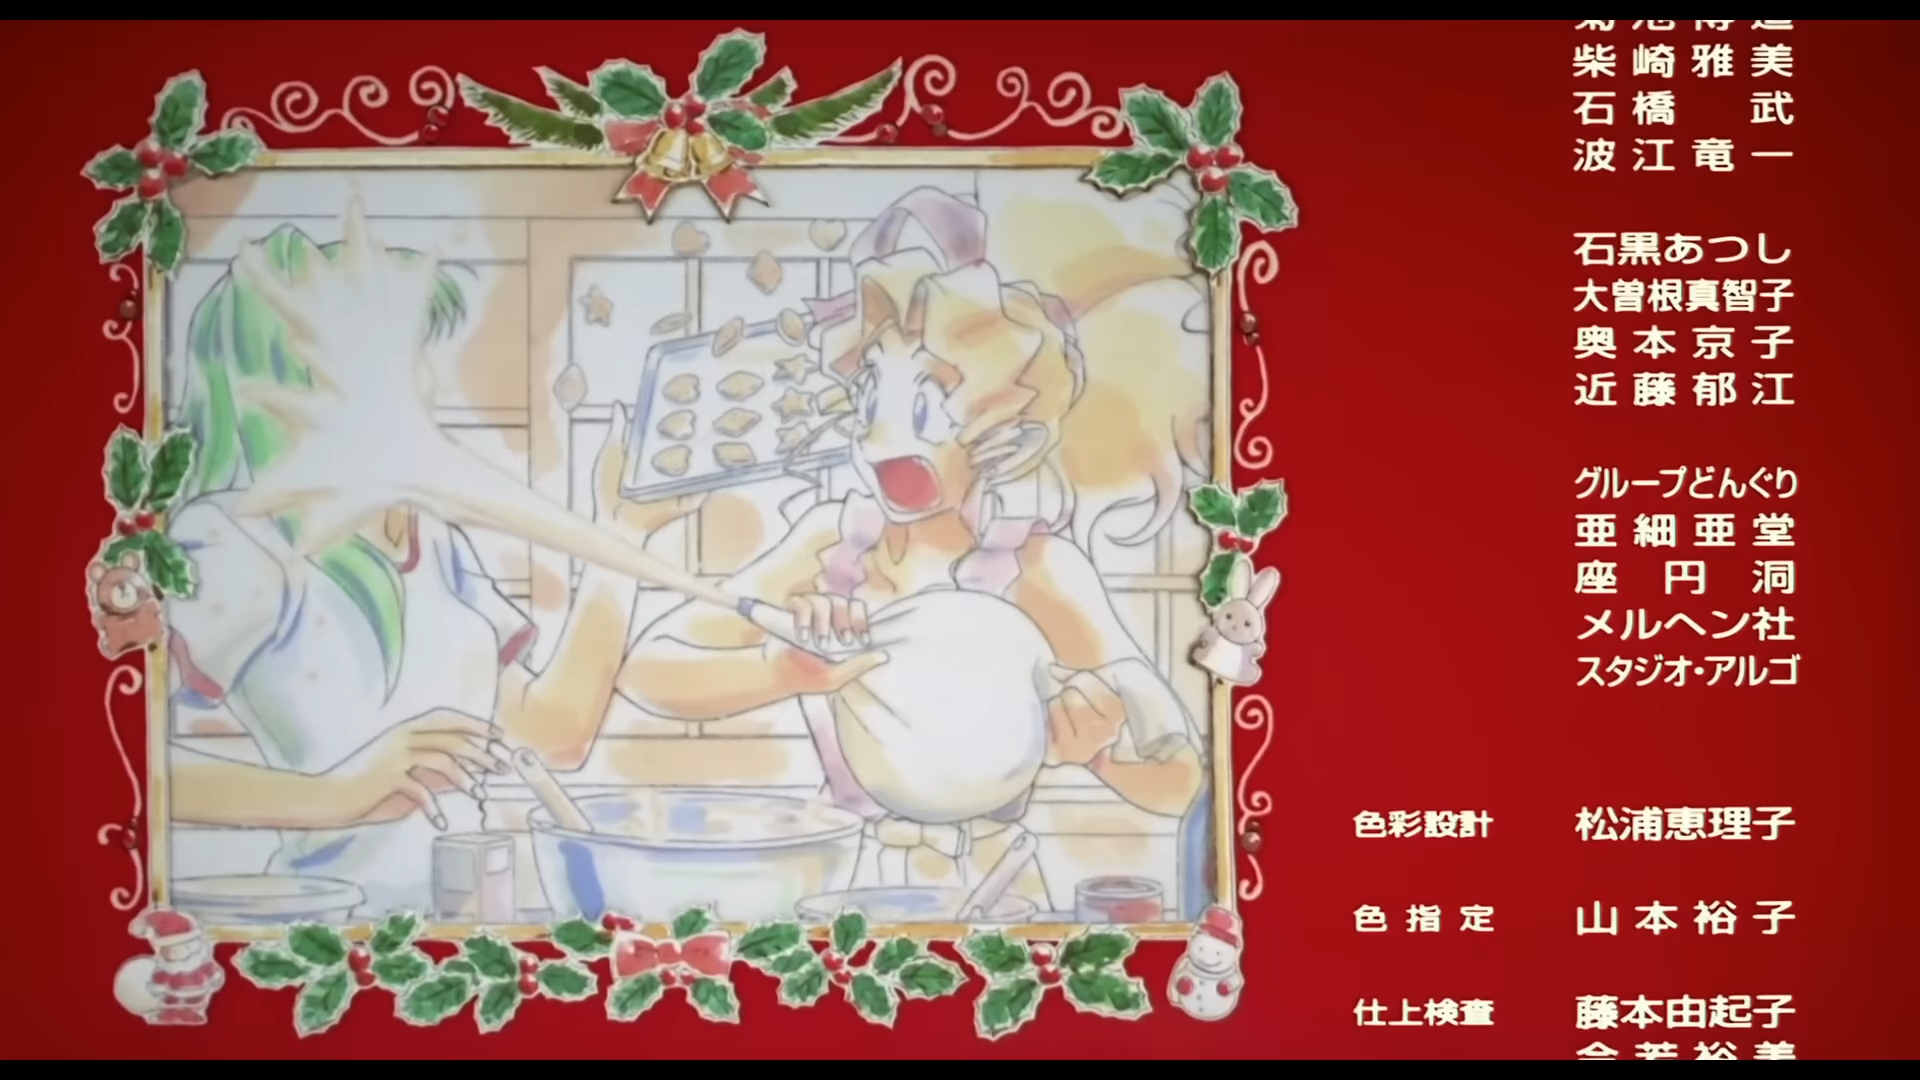 柴崎雅美
石橋 武
波江竜一
石黒あつし
大曽根真智子
奥本京子
近藤郁江
グループどんぐり
亜細亜堂
座円洞
メルヘン社
スタジオ・アルゴ
色彩設計 松浦恵理子
色指定 山本裕子
仕上検査 藤本由起子